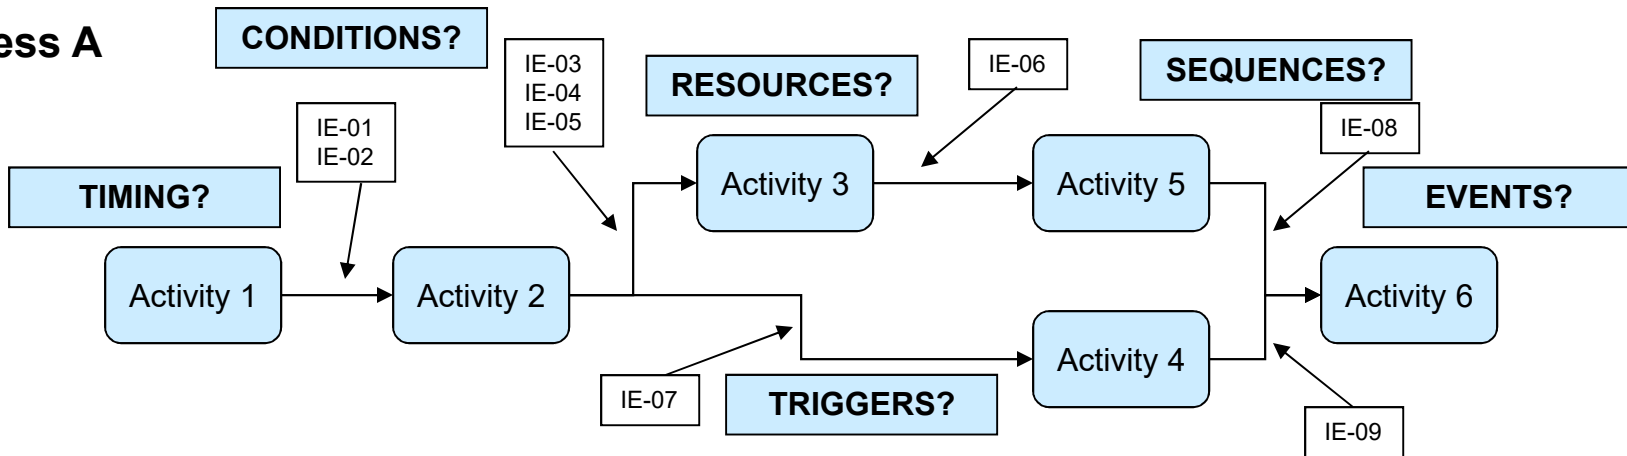 ess A
CONDITIONS?
IE-03
IE-04
IE-05
IE-06
RESOURCES?
SEQUENCES?
IE-01
IE-02
IE-08
TIMING?
Activity 3
Activity 5
EVENTS?
Activity 1
Activity 2
Activity 6
Activity 4
IE-07
TRIGGERS?
IE-09